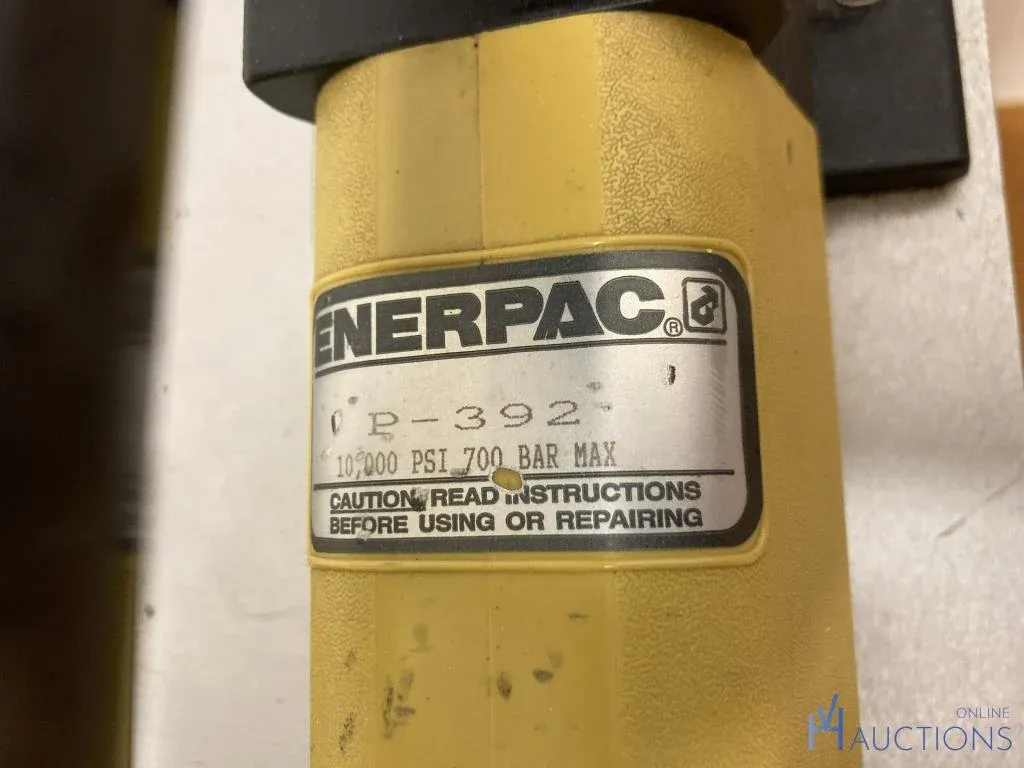 ENERPAC®
P-392
10,000 PSI 700 BAR MAX
CAUTION, READ INSTRUCTIONS
BEFORE USING OR REPAIRING
ONLINE
AUCTIONS